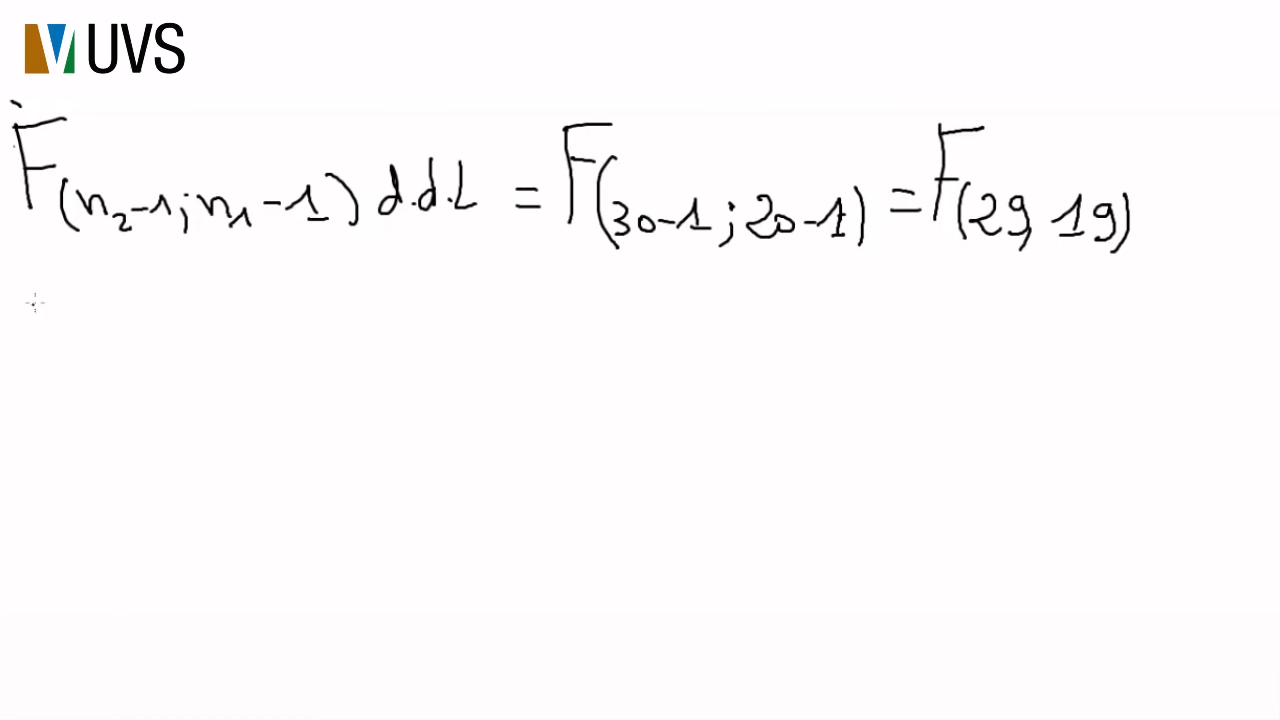 UVS
F(n₂-1; n₁-1) d.d.L = F(30-1; 20-1) = F(29, 19)